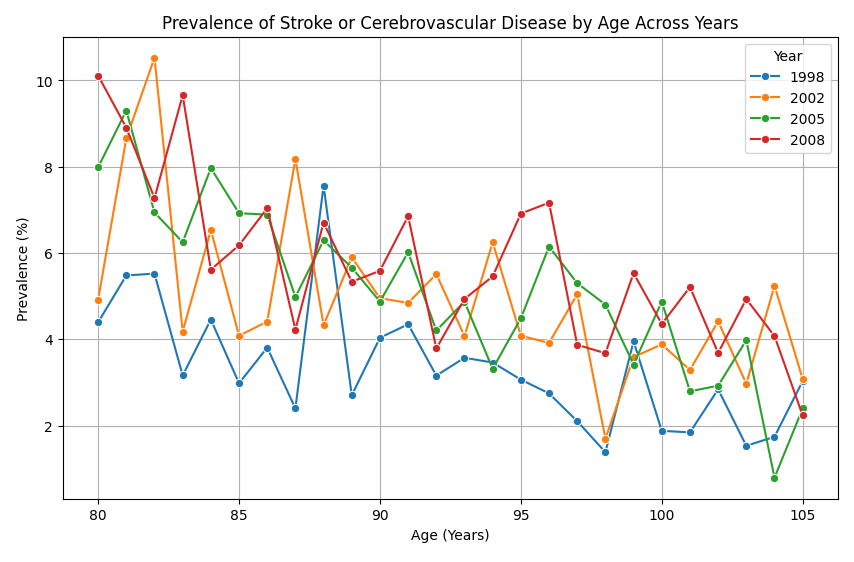 Prevalence of Stroke or Cerebrovascular Disease by Age Across Years
Year
1998
2002
2005
2008
10
8
6
4
2
Prevalence (%)
80 85 90 95 100 105
Age (Years)